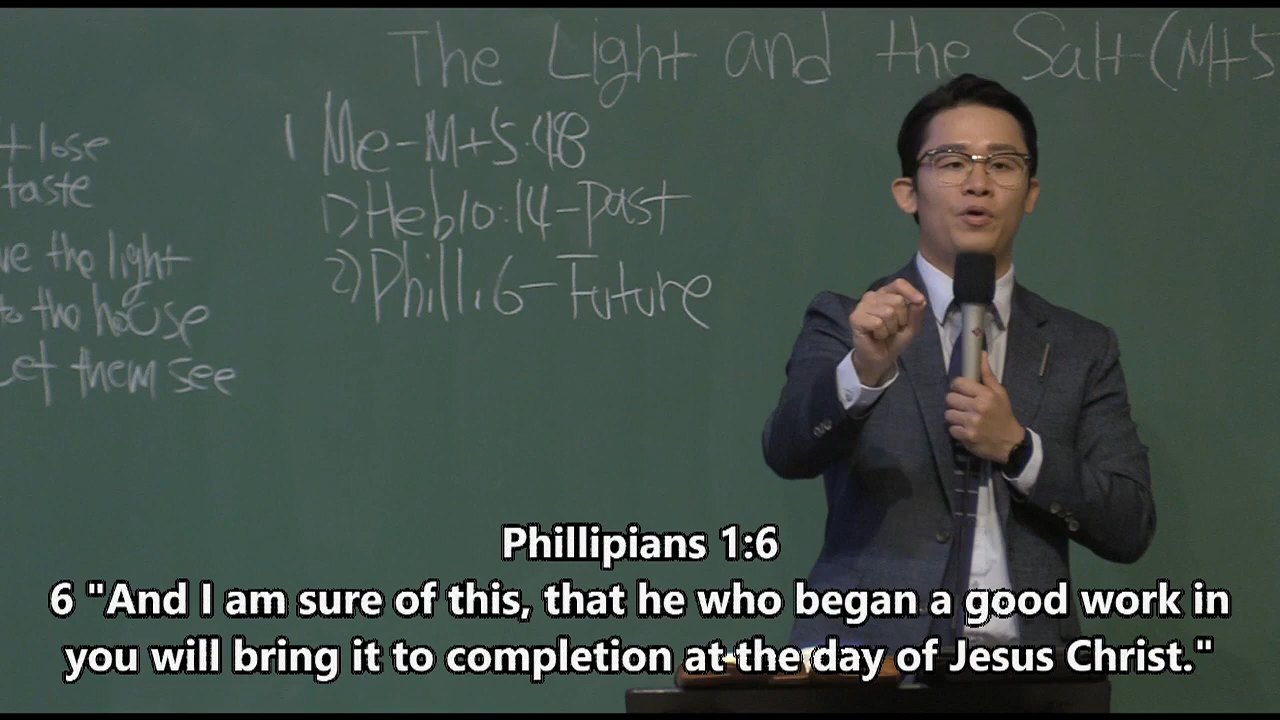 The Light and the Salt (Mt 5
t lose
taste
ve the light
to the house
Let them see
1 Me - Mt 5:48
1) Heb 10:14 - Past
2) Phil 1:6 - Future
Phillipians 1:6
6 "And I am sure of this, that he who began a good work in
you will bring it to completion at the day of Jesus Christ."